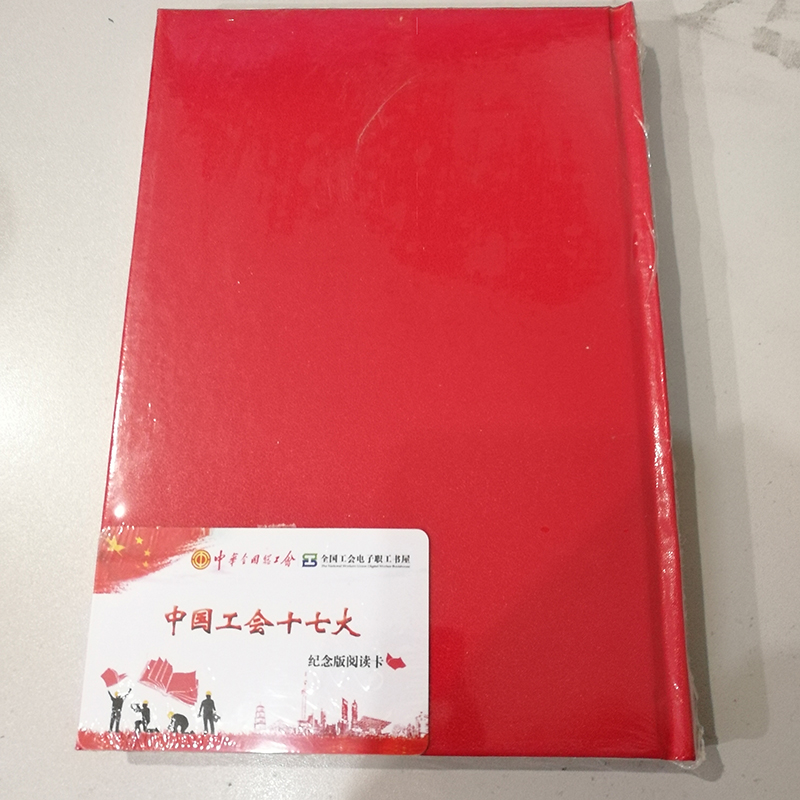 中华全国总工会 全国工会电子职工书屋
中国工会十七大
纪念版阅读卡